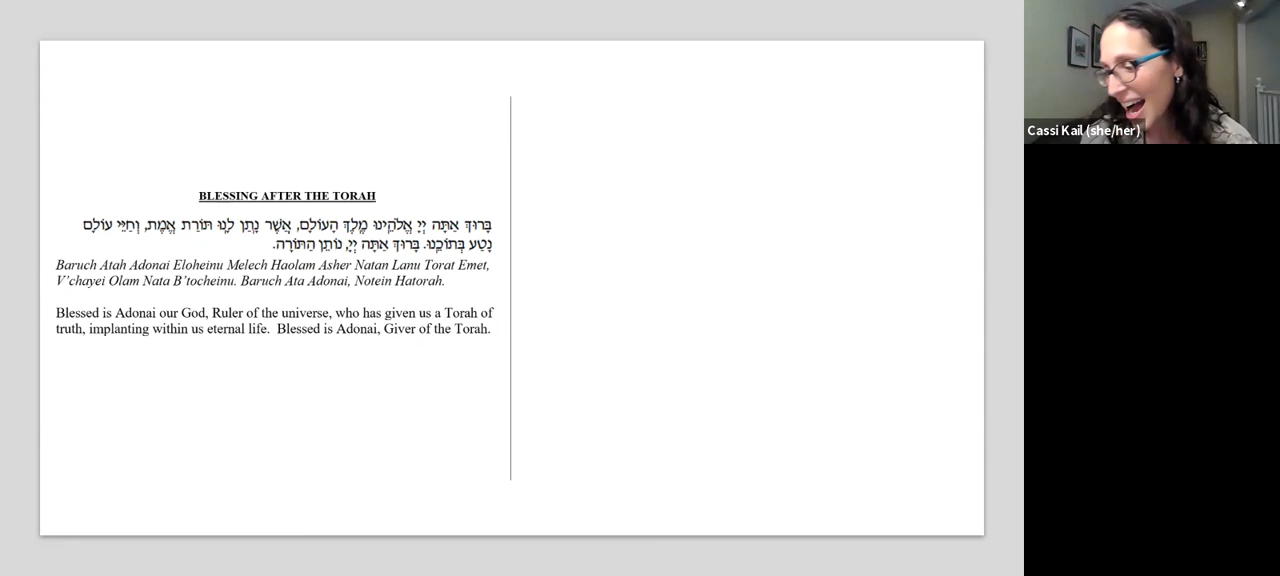 BLESSING AFTER THE TORAH
בָּרוּךְ אַתָּה יְיָ אֱלֹהֵינוּ מֶלֶךְ הָעוֹלָם, אֲשֶׁר נָתַן לָנוּ תּוֹרַת אֱמֶת, וְחַיֵּי עוֹלָם
נָטַע בְּתוֹכֵנוּ. בָּרוּךְ אַתָּה יְיָ, נוֹתֵן הַתּוֹרָה.
Baruch Atah Adonai Eloheinu Melech Haolam Asher Natan Lanu Torat Emet,
V'chayei Olam Nata B'tocheinu. Baruch Ata Adonai, Notein Hatorah.
Blessed is Adonai our God, Ruler of the universe, who has given us a Torah of
truth, implanting within us eternal life.  Blessed is Adonai, Giver of the Torah.
Cassi Kail (she/her)